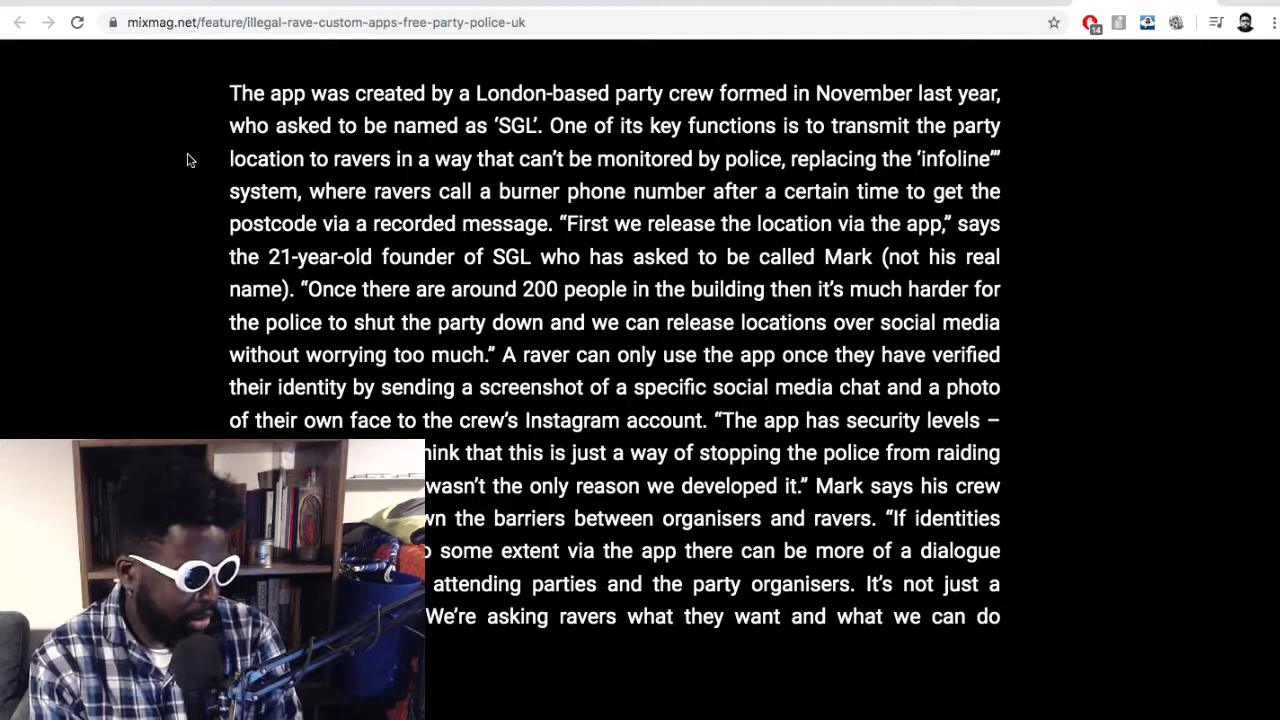 mixmag.net/feature/illegal-rave-custom-apps-free-party-police-uk
14
The app was created by a London-based party crew formed in November last year,
who asked to be named as ‘SGL’. One of its key functions is to transmit the party
location to ravers in a way that can’t be monitored by police, replacing the ‘infoline’”
system, where ravers call a burner phone number after a certain time to get the
postcode via a recorded message. “First we release the location via the app,” says
the 21-year-old founder of SGL who has asked to be called Mark (not his real
name). “Once there are around 200 people in the building then it’s much harder for
the police to shut the party down and we can release locations over social media
without worrying too much.” A raver can only use the app once they have verified
their identity by sending a screenshot of a specific social media chat and a photo
of their own face to the crew’s Instagram account. “The app has security levels –
that this is just a way of stopping the police from raiding
wasn’t the only reason we developed it.” Mark says his crew
the barriers between organisers and ravers. “If identities
some extent via the app there can be more of a dialogue
attending parties and the party organisers. It’s not just a
We’re asking ravers what they want and what we can do